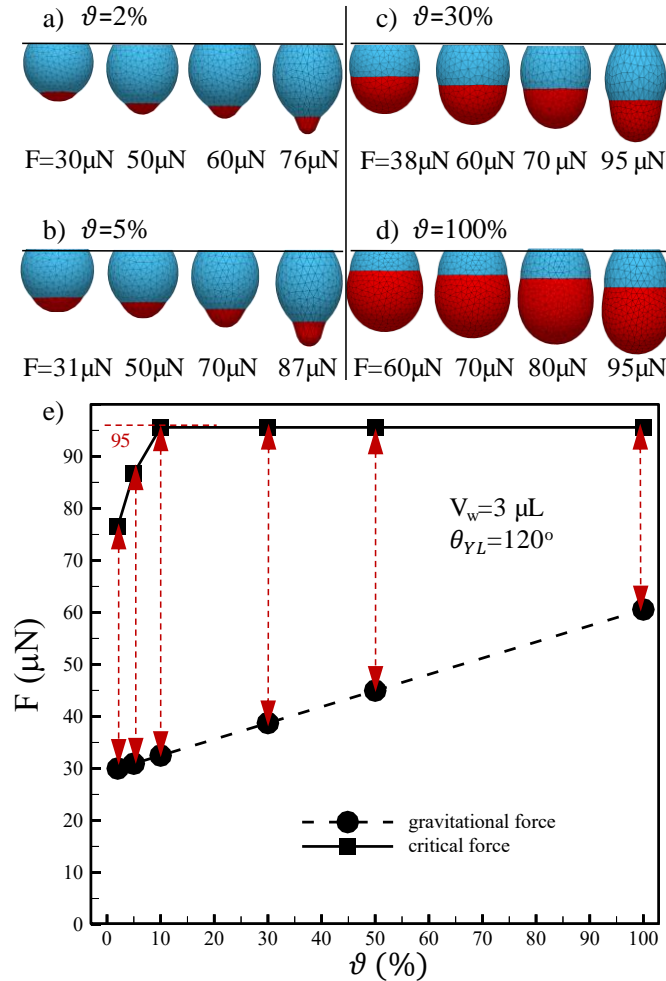 a) ϑ=2%
F=30μN 50μN 60μN 76μN
b) ϑ=5%
F=31μN 50μN 70μN 87μN
c) ϑ=30%
F=38μN 60μN 70 μN 95 μN
d) ϑ=100%
F=60μN 70μN 80μN 95μN
e)
95
V_w=3 μL
θ_YL=120°
90
80
70
60
50
40
30
20
10
0
F (μN)
gravitational force
critical force
0 10 20 30 40 50 60 70 80 90 100
ϑ (%)